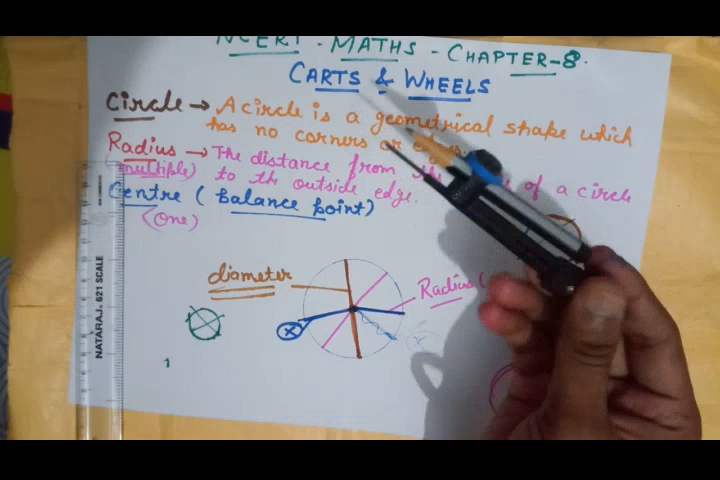 NCERT - MATHS - CHAPTER-8.
CARTS & WHEELS
Circle → A circle is a geometrical shape which
has no corners or
Radius → The distance from the of a circle
(multiple) to the outside edge.
Centre (balance point)
(One)
diameter
Radius (
x
x
1
NATARAJ. 621 SCALE